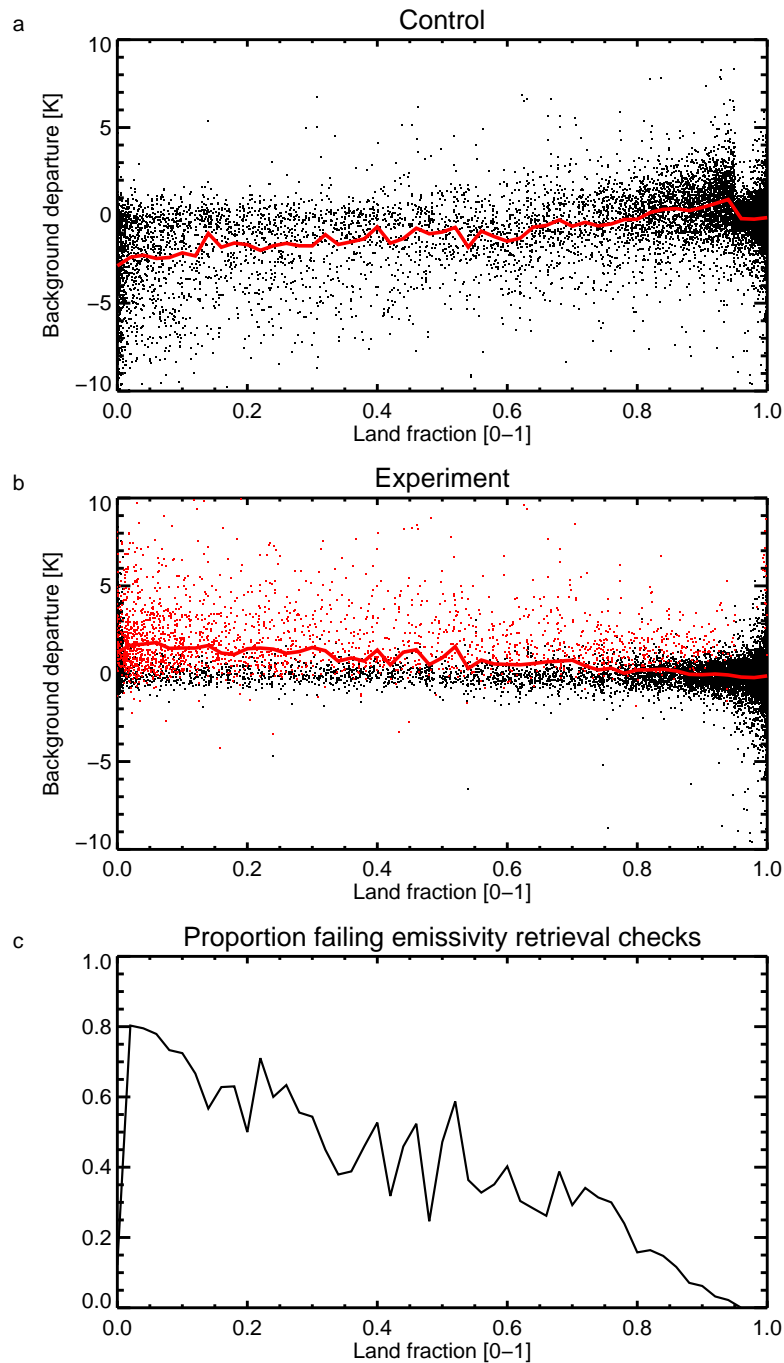 a
Control
Background departure [K]
10
5
0
−5
−10
0.0 0.2 0.4 0.6 0.8 1.0
Land fraction [0−1]
b
Experiment
Background departure [K]
10
5
0
−5
−10
0.0 0.2 0.4 0.6 0.8 1.0
Land fraction [0−1]
c
Proportion failing emissivity retrieval checks
1.0
0.8
0.6
0.4
0.2
0.0
0.0 0.2 0.4 0.6 0.8 1.0
Land fraction [0−1]